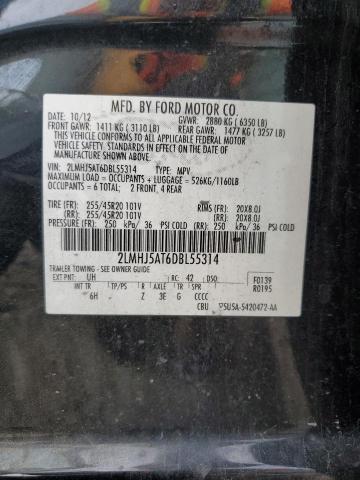 MFD. BY FORD MOTOR CO.
DATE: 10/12 GVWR: 2880 KG ( 6350 LB)
FRONT GAWR: 1411 KG ( 3110 LB) REAR GAWR: 1477 KG ( 3257 LB)
THIS VEHICLE CONFORMS TO ALL APPLICABLE FEDERAL MOTOR
VEHICLE SAFETY STANDARDS IN EFFECT ON THE DATE OF
MANUFACTURE SHOWN ABOVE.
VEHICLE IDENTIFICATION NO: 2LMHJ5AT6DBL55314 TYPE: MPV
MAXIMUM LOAD = OCCUPANTS + LUGGAGE = 526KG/1160LB
OCCUPANTS = 6 TOTAL; 2 FRONT, 4 REAR
TIRE (FR): 255/45R20 101V RIMS (FR): 20X8.0J
TIRE (RR): 255/45R20 101V (RR): 20X8.0J
PRESSURE (FR): 250 kPa/ 36 PSI COLD (RR): 250 kPa/ 36 PSI COLD
2LMHJ5AT6DBL55314
TRAILER TOWING - SEE OWNER GUIDE
EXT PNT: UH RC: 42 DSO: F0139
R0195
INT TR TP/PS R AXLE TR SPR
6H Z 3E G CCCC
CBU 5U5A-5420472-AA